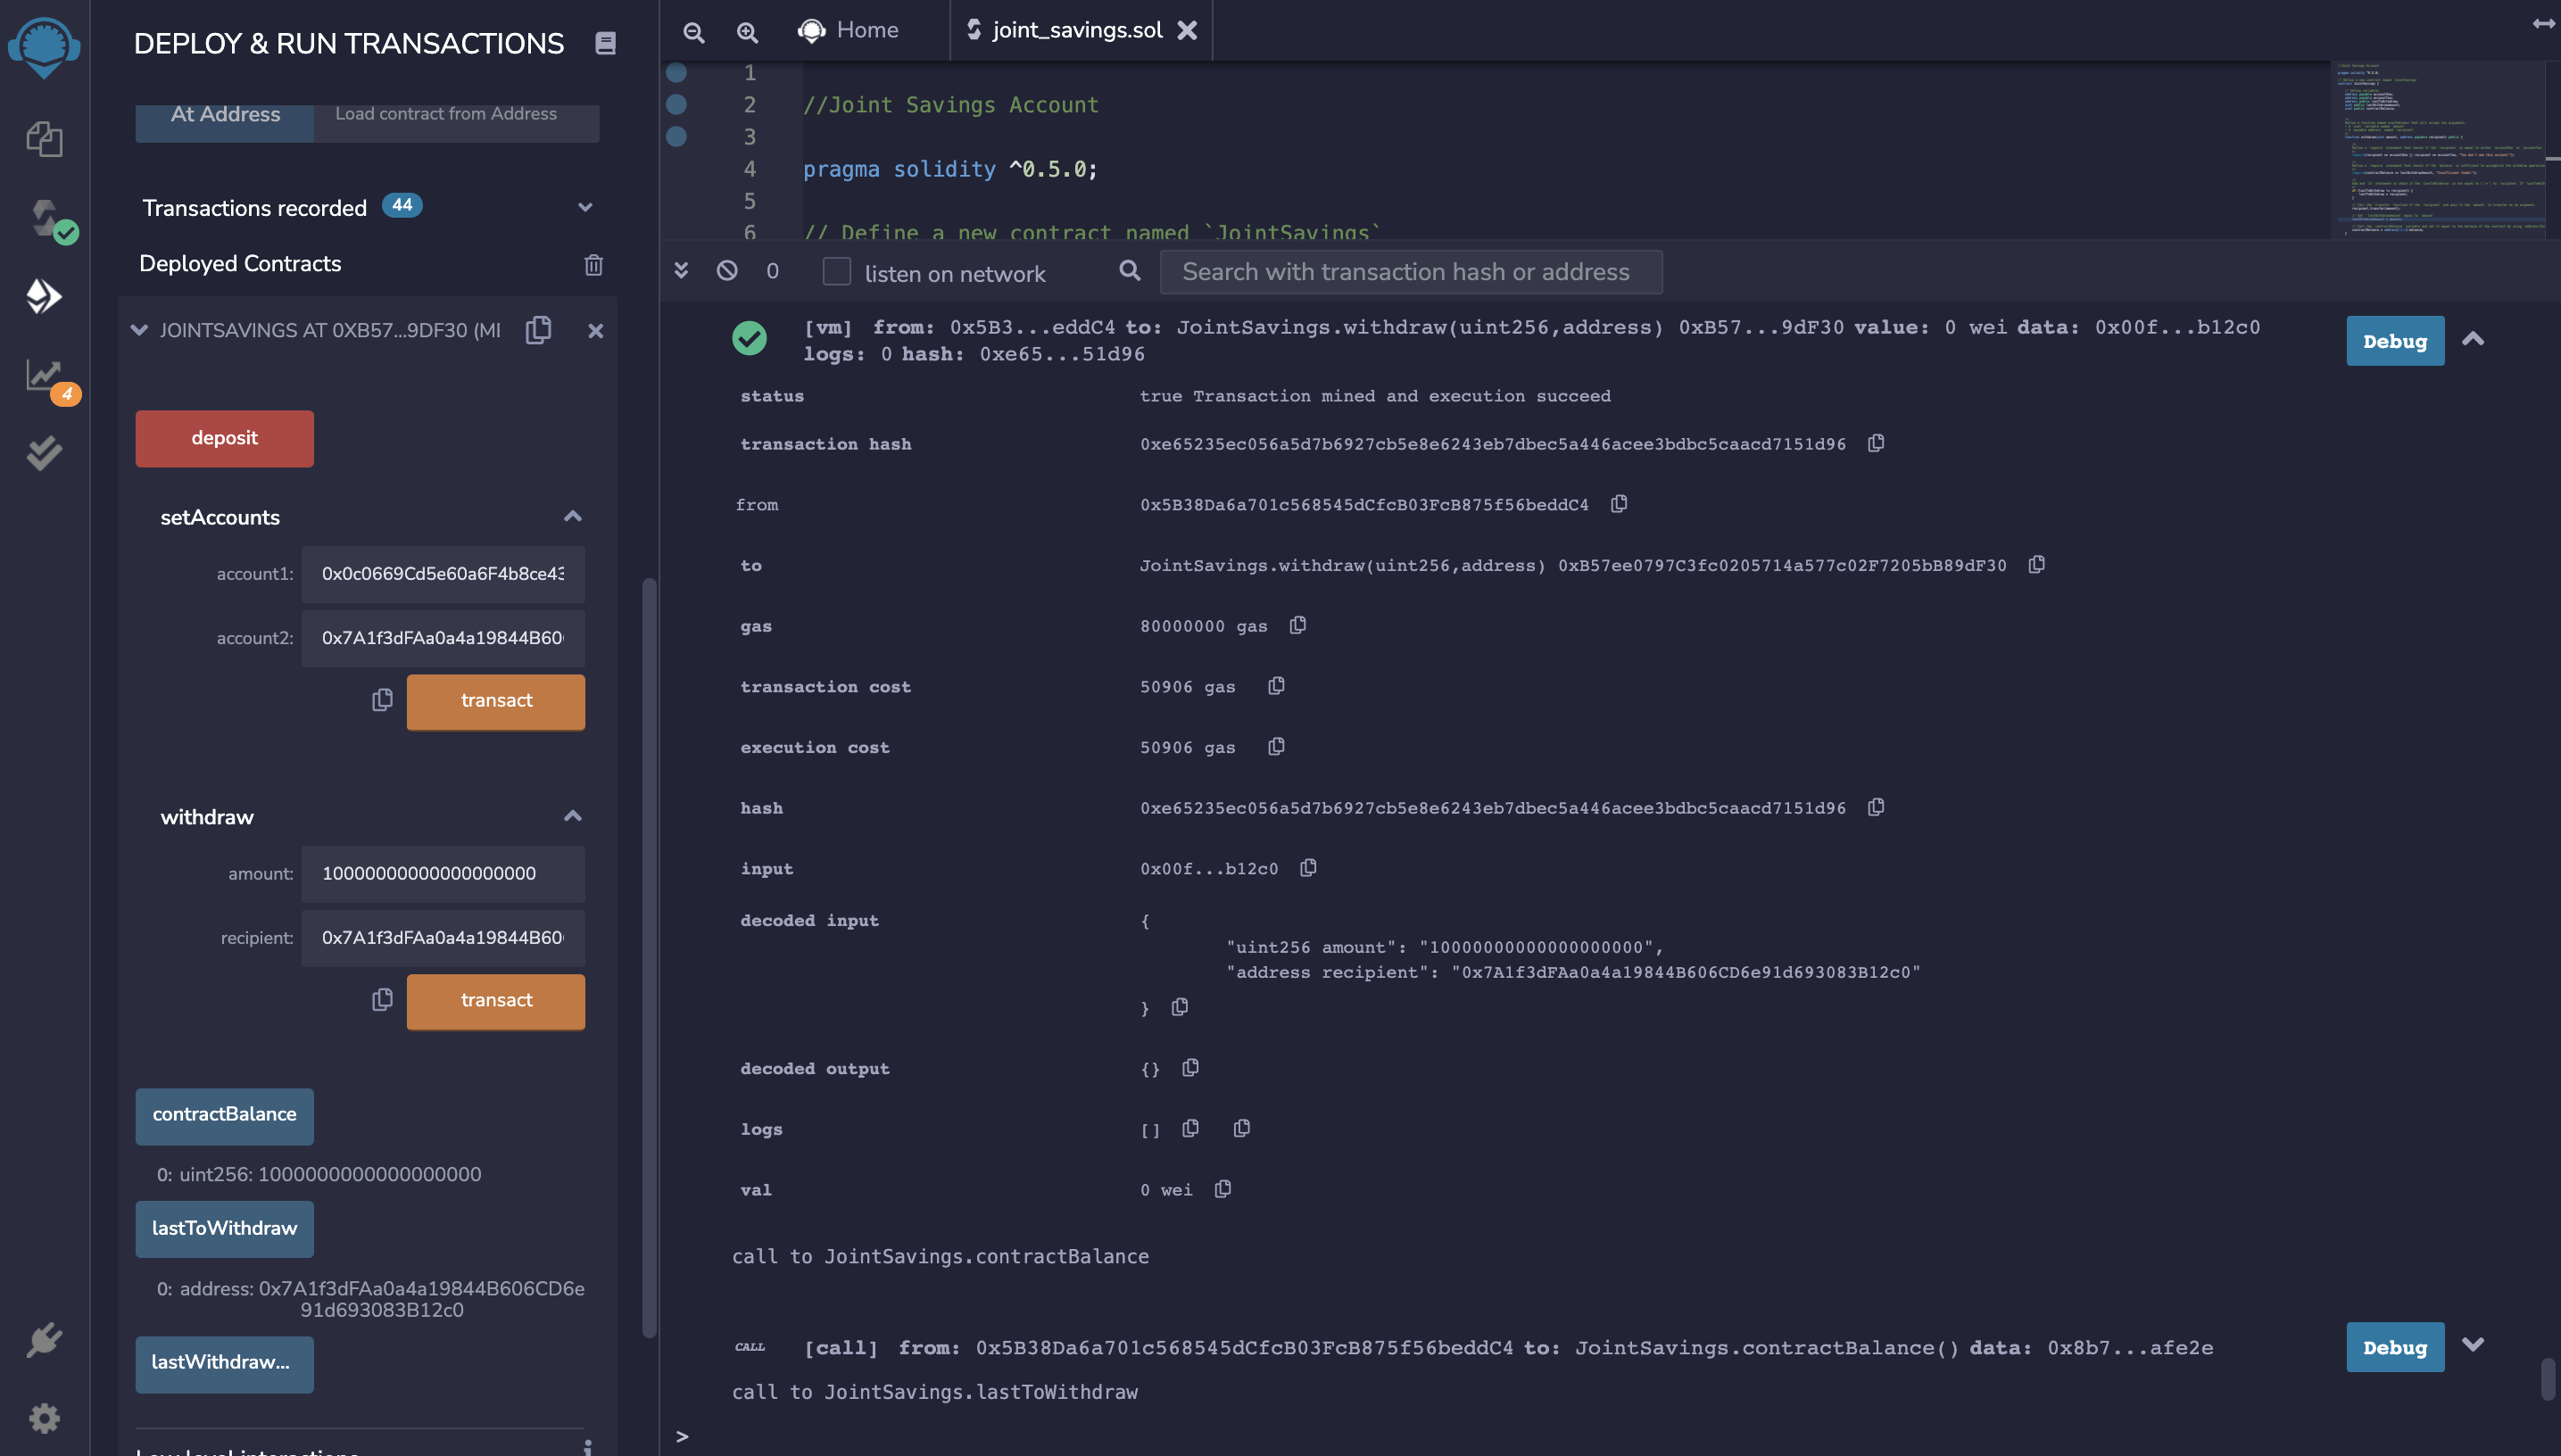 DEPLOY & RUN TRANSACTIONS
At Address
Load contract from Address
Transactions recorded 44
Deployed Contracts
JOINTSAVINGS AT 0XB57...9DF30 (MI
4
deposit
setAccounts
account1: 0x0c0669Cd5e60a6F4b8ce43
account2: 0x7A1f3dFAa0a4a19844B60
transact
withdraw
amount: 10000000000000000000
recipient: 0x7A1f3dFAa0a4a19844B60
transact
contractBalance
0: uint256: 1000000000000000000
lastToWithdraw
0: address: 0x7A1f3dFAa0a4a19844B606CD6e
91d693083B12c0
lastWithdraw...
Low level interactions
Home
joint_savings.sol
1
2 //Joint Savings Account
3
4 pragma solidity ^0.5.0;
5
6 // Define a new contract named `JointSavings`
0
listen on network
Search with transaction hash or address
[vm] from: 0x5B3...eddC4 to: JointSavings.withdraw(uint256,address) 0xB57...9dF30 value: 0 wei data: 0x00f...b12c0
logs: 0 hash: 0xe65...51d96
Debug
status true Transaction mined and execution succeed
transaction hash 0xe65235ec056a5d7b6927cb5e8e6243eb7dbec5a446acee3bdbc5caacd7151d96
from 0x5B38Da6a701c568545dCfcB03FcB875f56beddC4
to JointSavings.withdraw(uint256,address) 0xB57ee0797C3fc0205714a577c02F7205bB89dF30
gas 80000000 gas
transaction cost 50906 gas
execution cost 50906 gas
hash 0xe65235ec056a5d7b6927cb5e8e6243eb7dbec5a446acee3bdbc5caacd7151d96
input 0x00f...b12c0
decoded input {
"uint256 amount": "10000000000000000000",
"address recipient": "0x7A1f3dFAa0a4a19844B606CD6e91d693083B12c0"
}
decoded output {}
logs []
val 0 wei
call to JointSavings.contractBalance
CALL [call] from: 0x5B38Da6a701c568545dCfcB03FcB875f56beddC4 to: JointSavings.contractBalance() data: 0x8b7...afe2e
Debug
call to JointSavings.lastToWithdraw
>